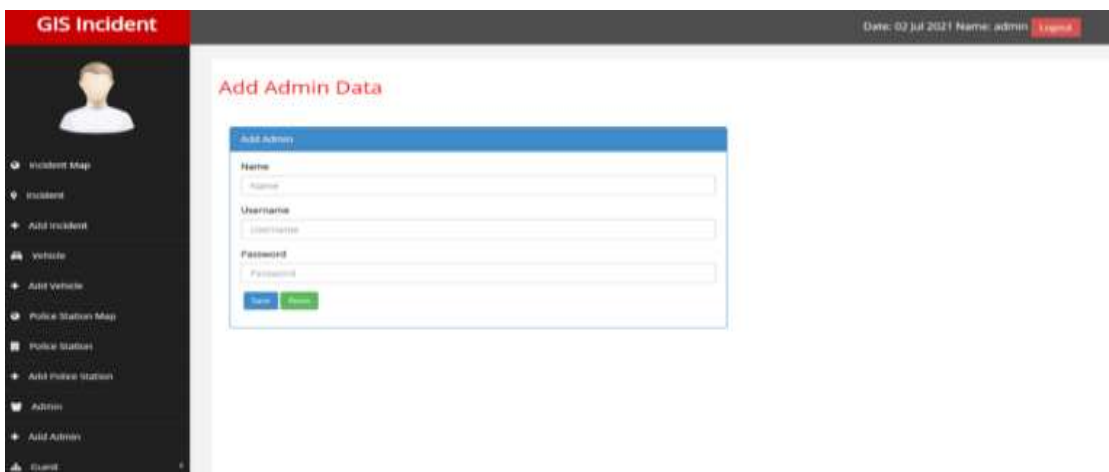 GIS Incident
Date: 02 Jul 2021 Name: admin Logout
Add Admin Data
Add Admin
Name
Name
Username
Username
Password
Password
Save Reset
Incident Map
Incident
Add Incident
Vehicle
Add Vehicle
Police Station Map
Police Station
Add Police Station
Admin
Add Admin
Guest